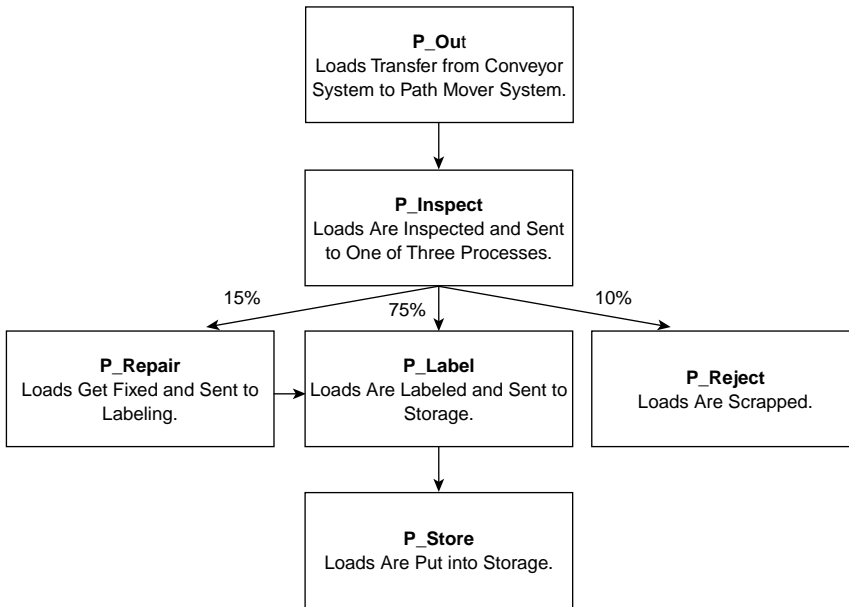 P_Out
Loads Transfer from Conveyor
System to Path Mover System.
P_Inspect
Loads Are Inspected and Sent
to One of Three Processes.
15%
75%
10%
P_Repair
Loads Get Fixed and Sent to
Labeling.
P_Label
Loads Are Labeled and Sent to
Storage.
P_Reject
Loads Are Scrapped.
P_Store
Loads Are Put into Storage.